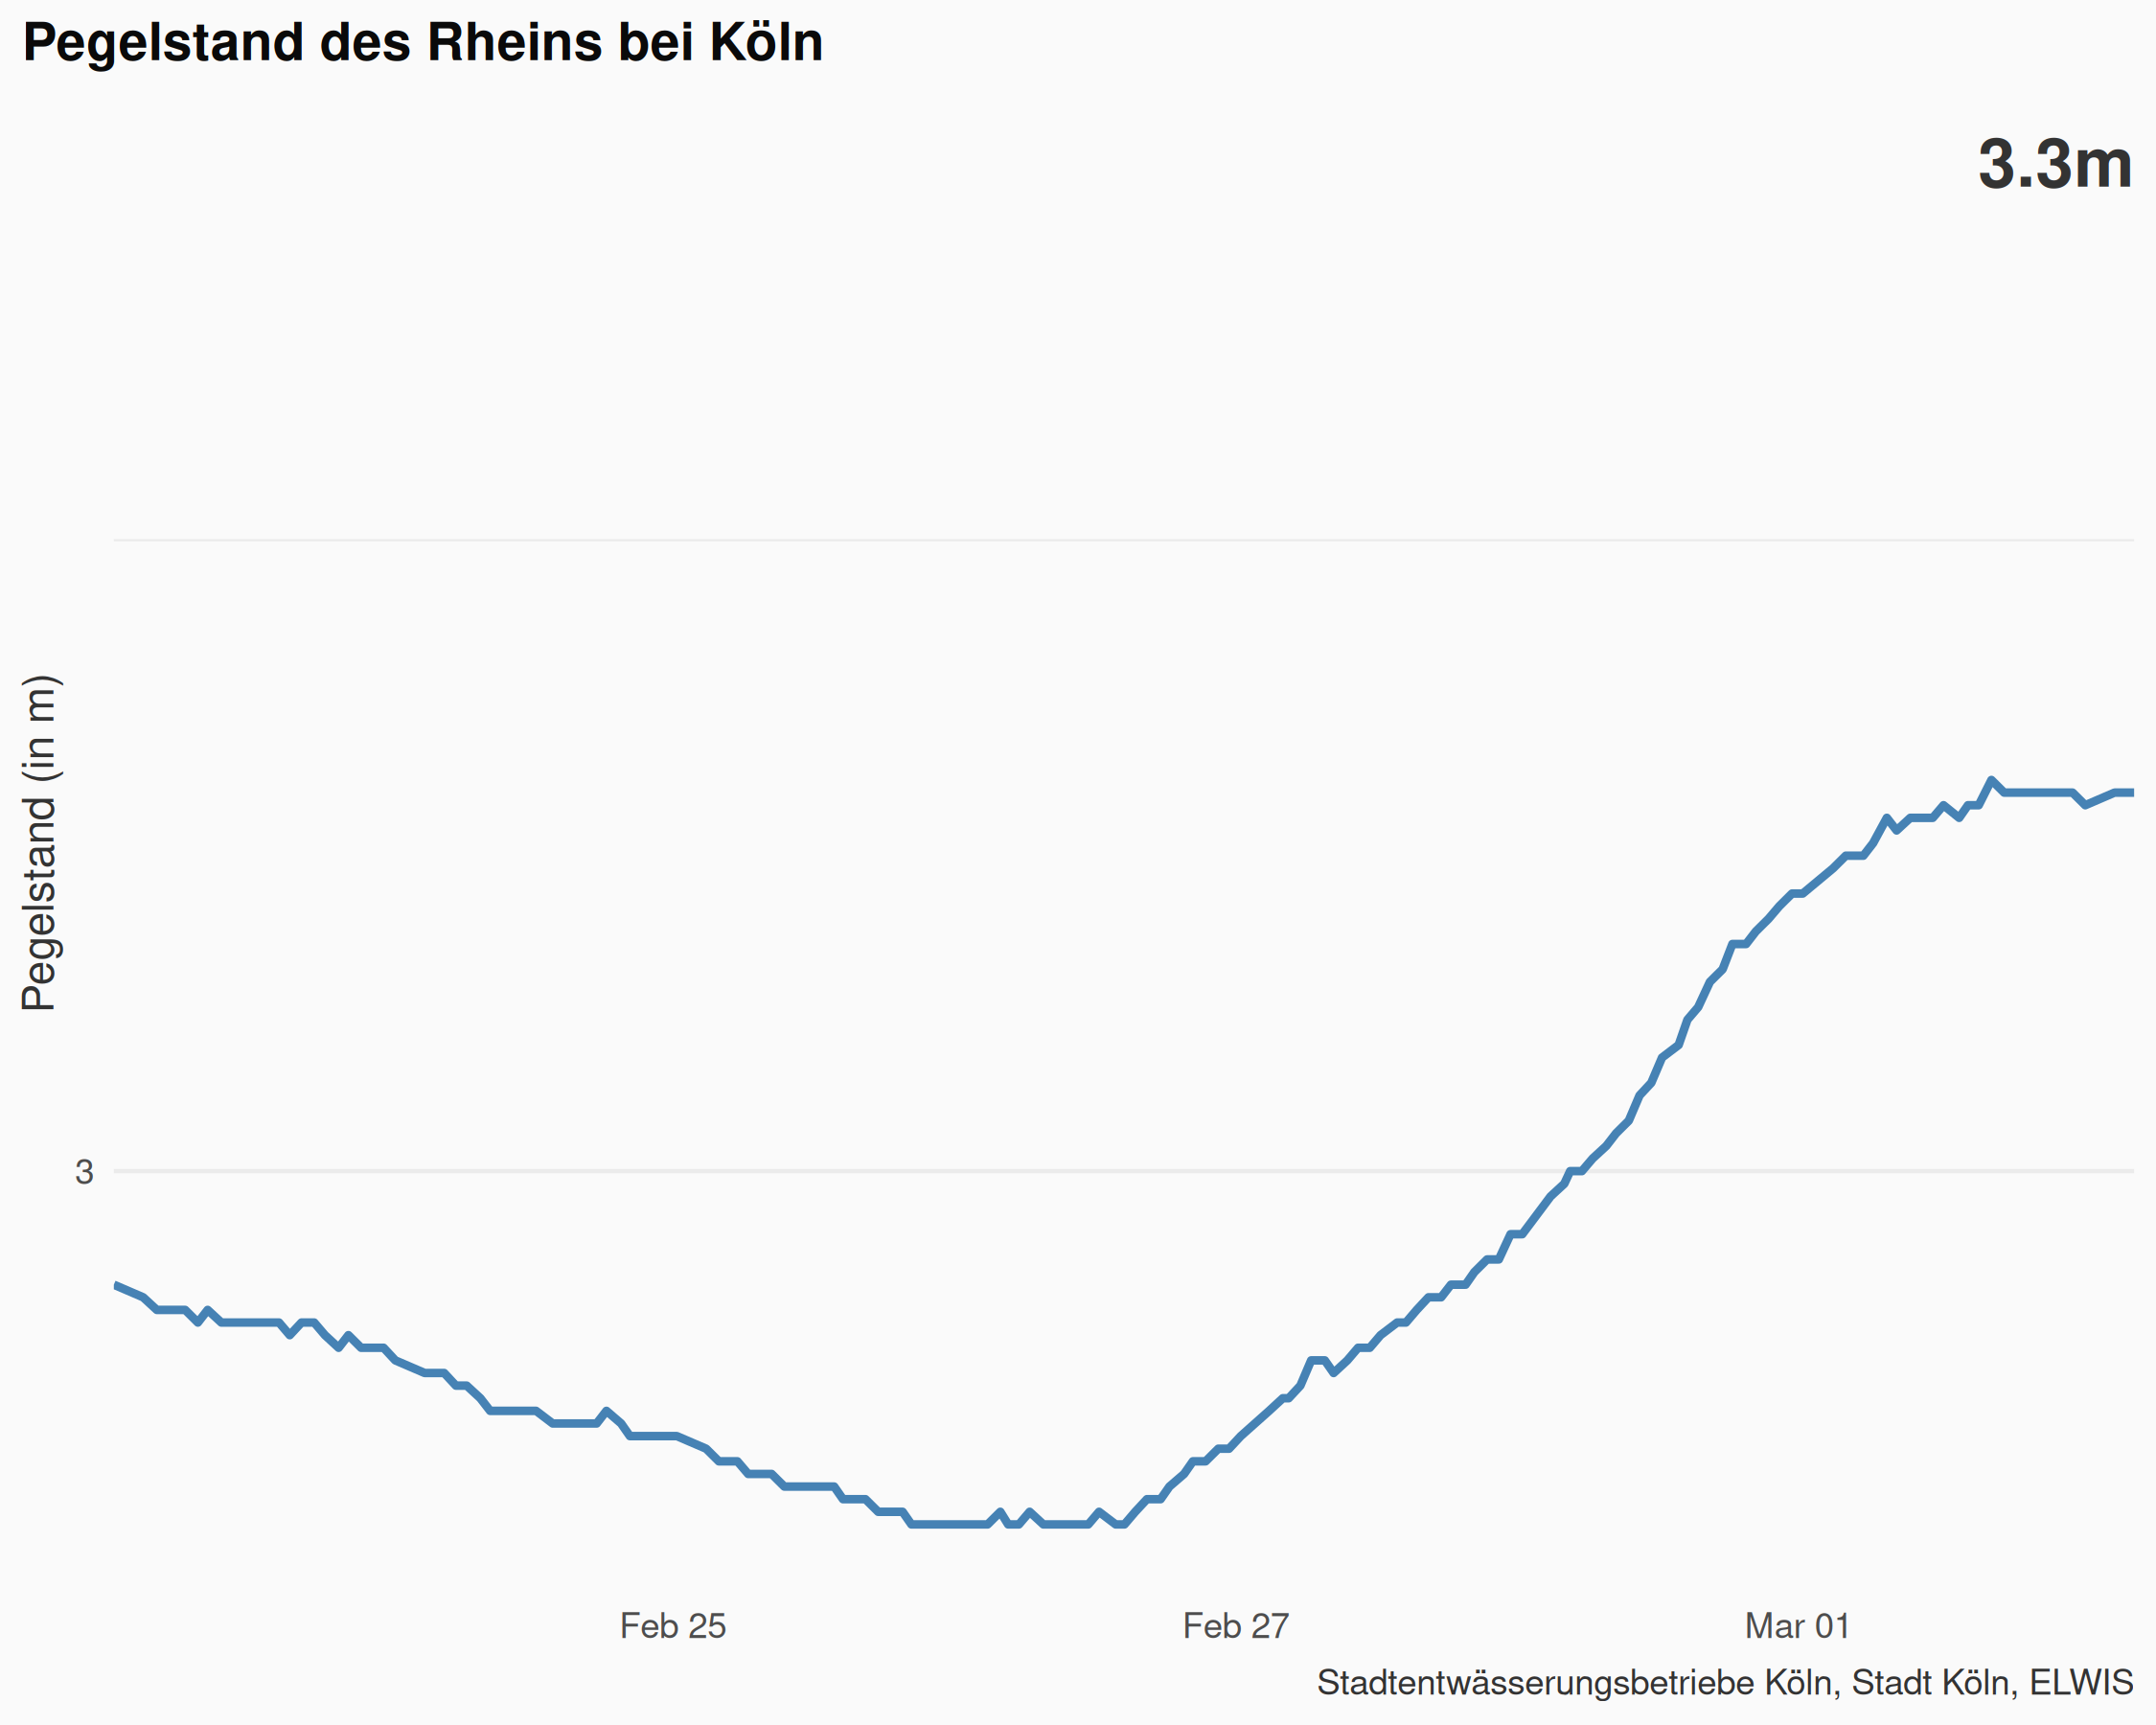 Pegelstand des Rheins bei Köln
3.3m
Pegelstand (in m)
3
Feb 25
Feb 27
Mar 01
Stadtentwässerungsbetriebe Köln, Stadt Köln, ELWIS